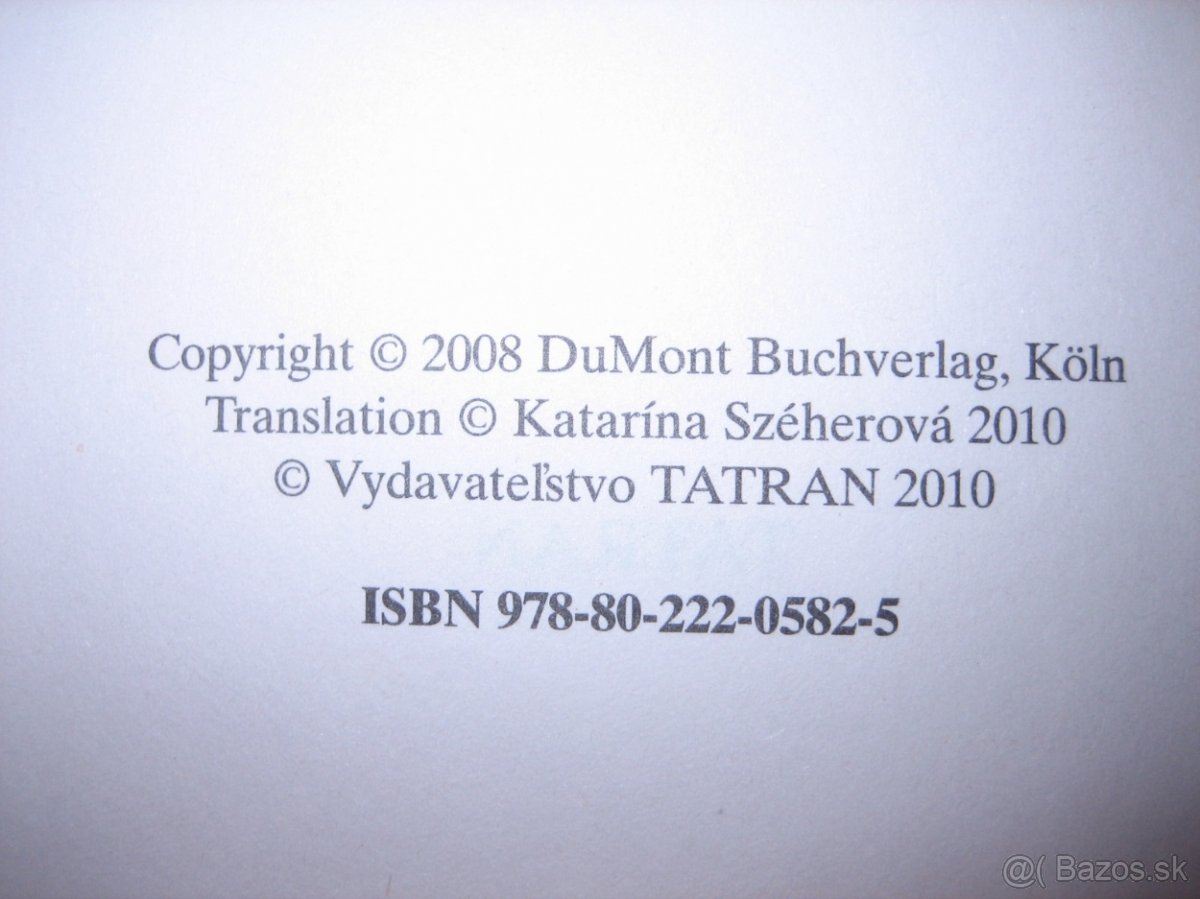 Copyright © 2008 DuMont Buchverlag, Köln
Translation © Katarína Széherová 2010
© Vydavateľstvo TATRAN 2010
ISBN 978-80-222-0582-5
@( Bazos.sk